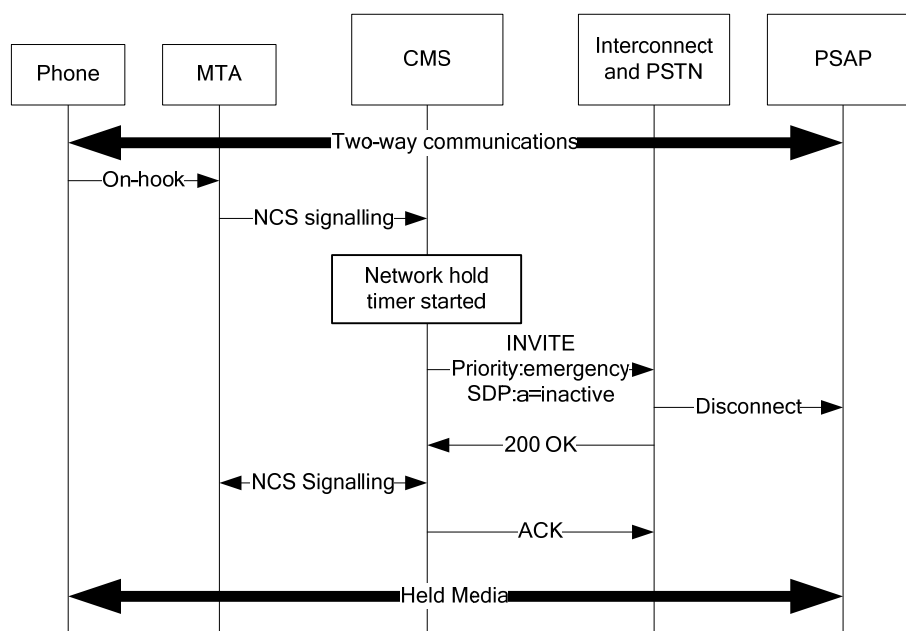 Phone
MTA
CMS
Interconnect
and PSTN
PSAP
Two-way communications
On-hook
NCS signalling
Network hold
timer started
INVITE
Priority:emergency
SDP:a=inactive
Disconnect
200 OK
NCS Signalling
ACK
Held Media